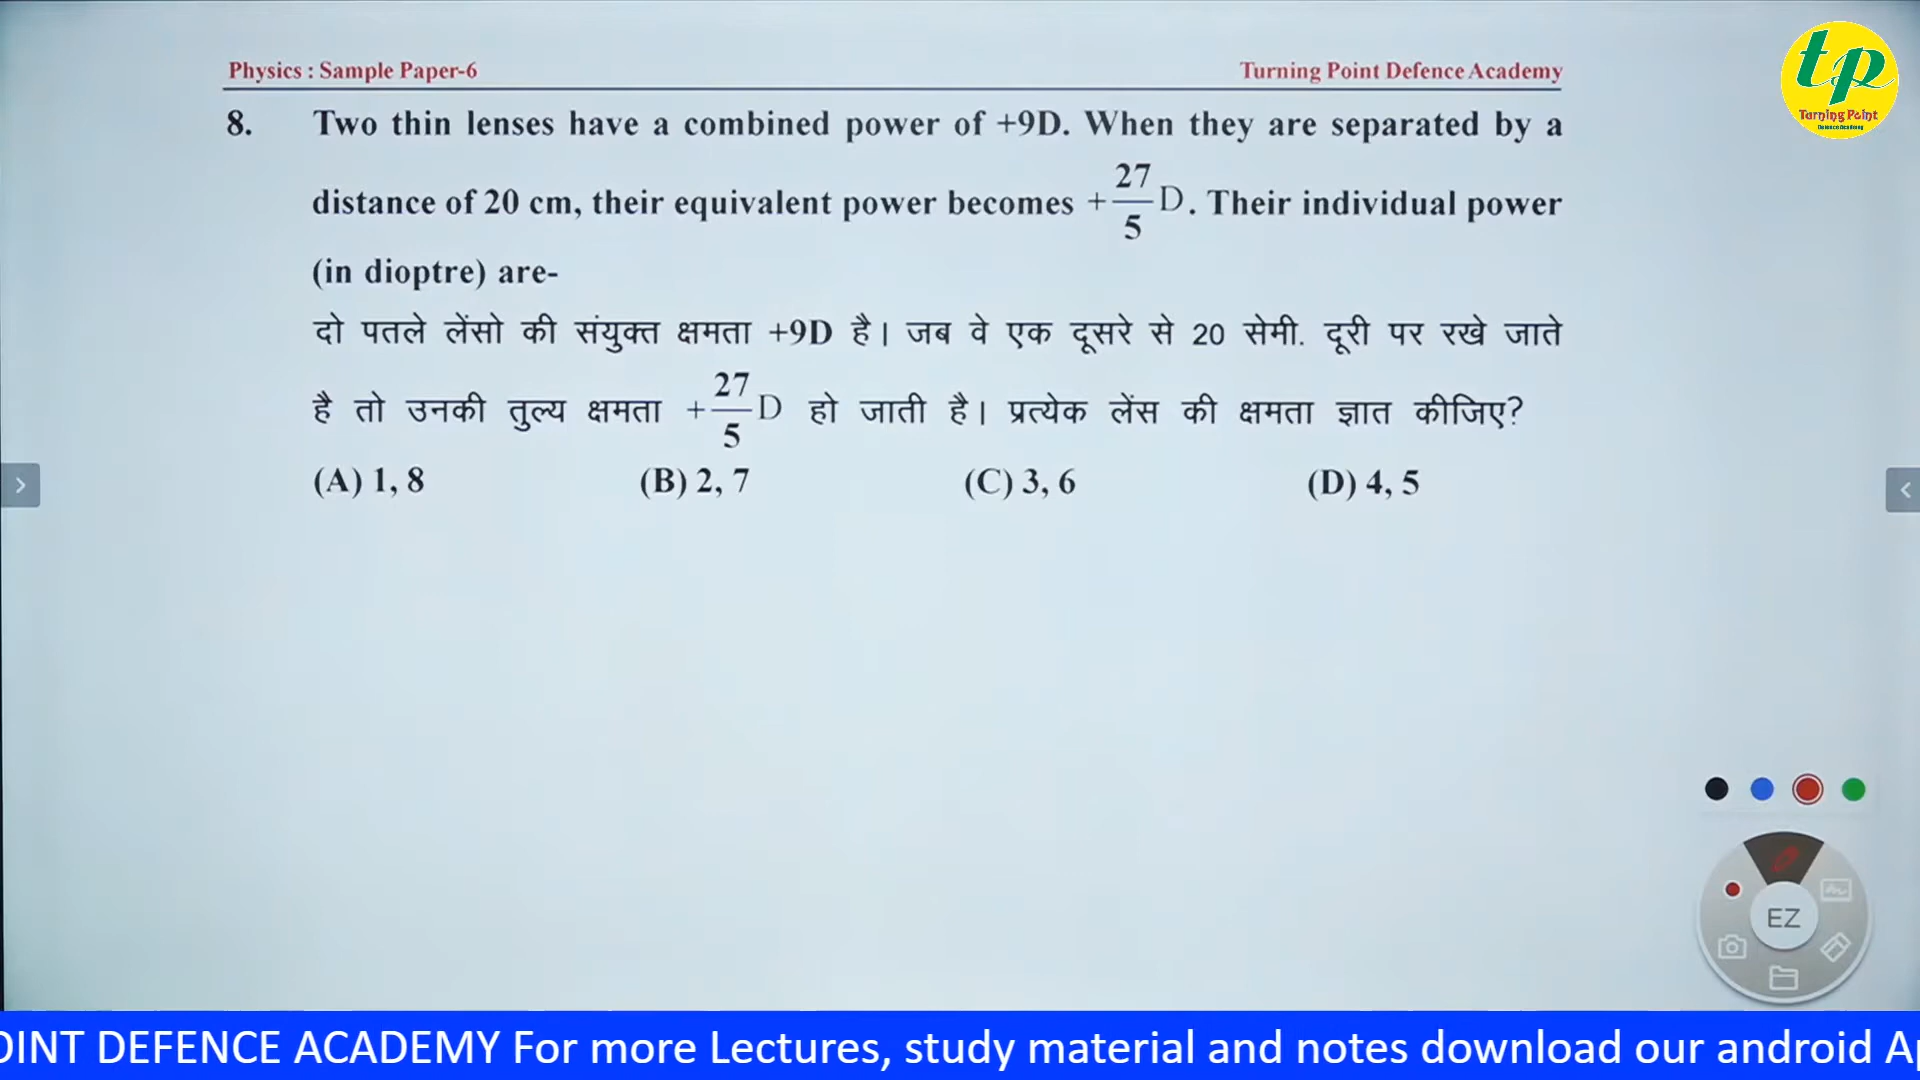 Physics : Sample Paper-6
Turning Point Defence Academy
tp
Turning Point
Defence Academy
8. Two thin lenses have a combined power of +9D. When they are separated by a
distance of 20 cm, their equivalent power becomes +27/5 D. Their individual power
(in dioptre) are-
दो पतले लेंसो की संयुक्त क्षमता +9D है। जब वे एक दूसरे से 20 सेमी. दूरी पर रखे जाते
है तो उनकी तुल्य क्षमता +27/5 D हो जाती है। प्रत्येक लेंस की क्षमता ज्ञात कीजिए?
(A) 1, 8 (B) 2, 7 (C) 3, 6 (D) 4, 5
EZ
OINT DEFENCE ACADEMY For more Lectures, study material and notes download our android Ap